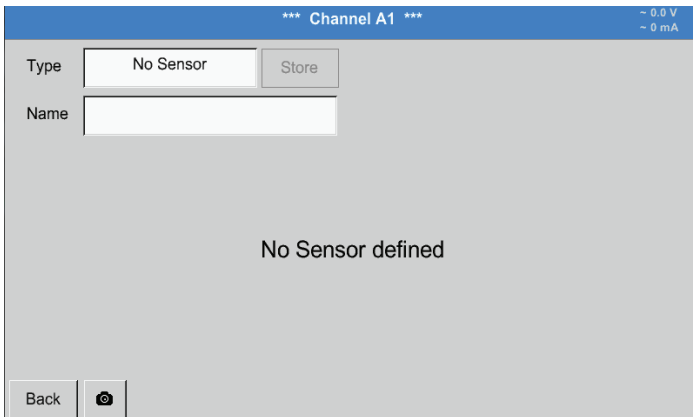 *** Channel A1 ***
~ 0.0 V
~ 0 mA
Type No Sensor Store
Name
No Sensor defined
Back